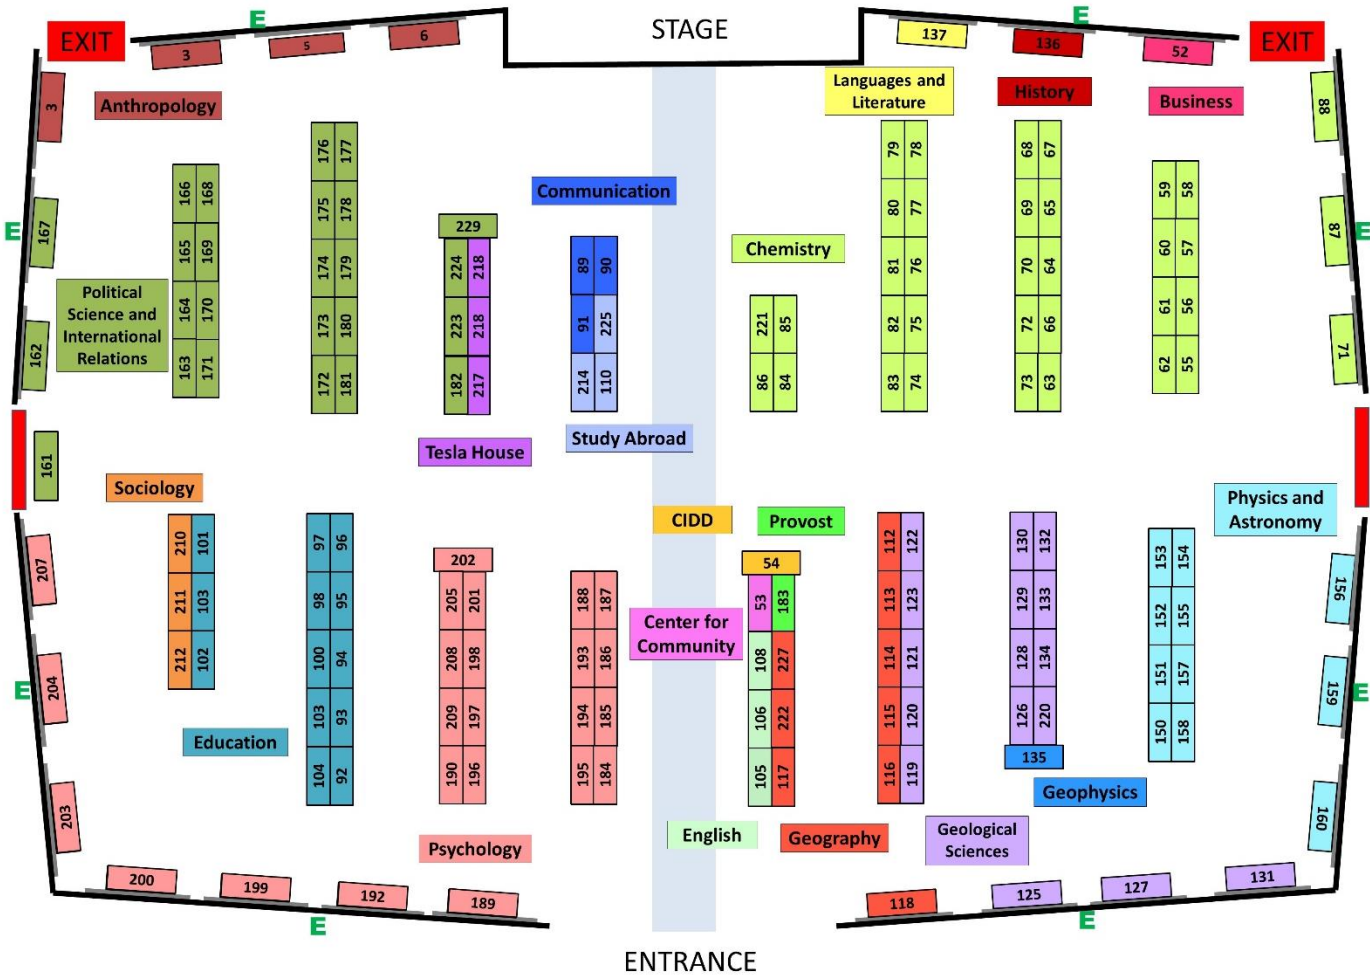 STAGE
E
E
EXIT
3
5
6
137
136
52
EXIT
3
Anthropology
Languages and
Literature
History
Business
88
166 168
165 169
164 170
163 171
176 177
175 178
174 179
173 180
172 181
Communication
229
224 218
223 218
182 217
89 90
91 225
214 110
Chemistry
221 85
86 84
79 78
80 77
81 76
82 75
83 74
68 67
69 65
70 64
72 66
73 63
59 58
60 57
61 56
62 55
E
167
87
E
Political
Science and
International
Relations
162
71
Tesla House
Study Abroad
161
Sociology
Physics and
Astronomy
CIDD
Provost
207
210 101
211 103
212 102
97 96
98 95
100 94
103 93
104 92
202
205 201
208 198
209 197
190 196
188 187
193 186
194 185
195 184
Center for
Community
54
53 183
108 227
106 222
105 117
112 122
113 123
114 121
115 120
116 119
130 132
129 133
128 134
126 220
135
153 154
152 155
151 157
150 158
156
E
204
159
E
Education
Geophysics
203
160
Psychology
English
Geography
Geological
Sciences
200
199
192
189
118
125
127
131
E
E
ENTRANCE